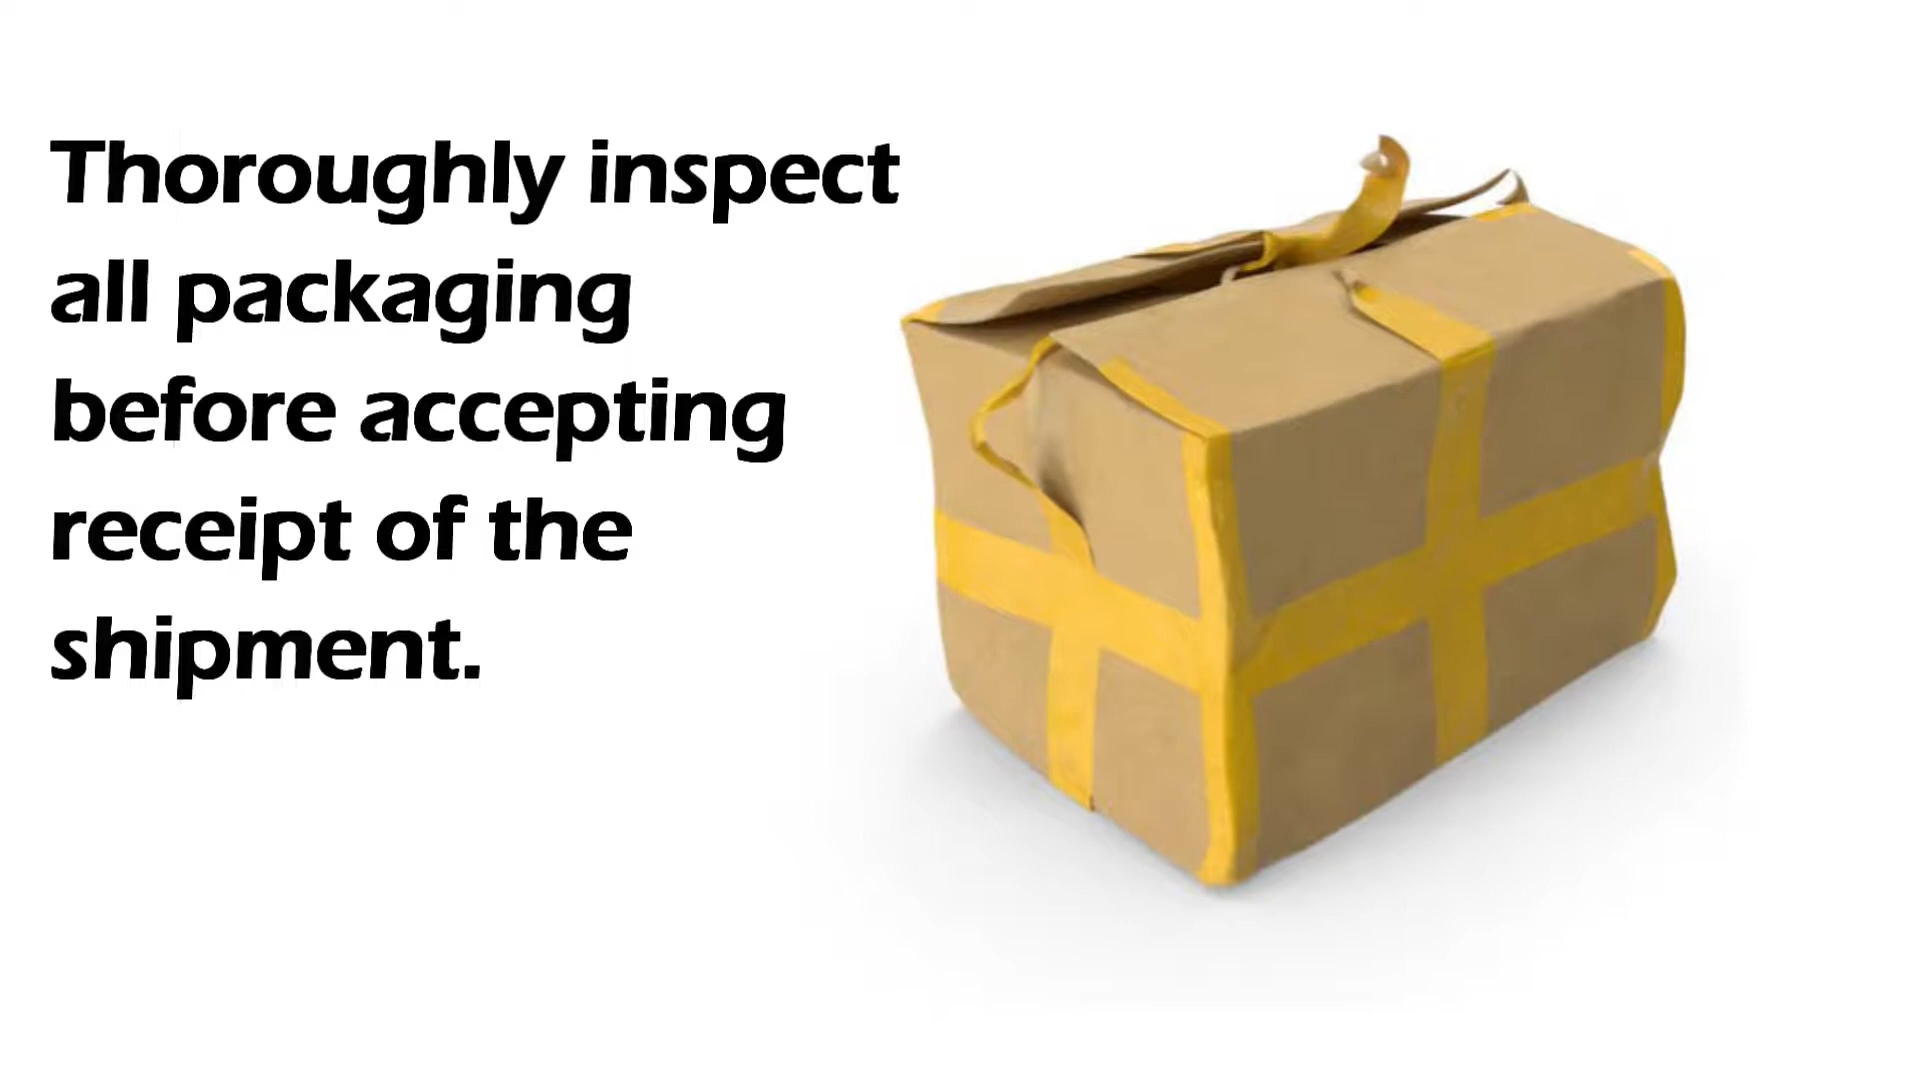 Thoroughly inspect
all packaging
before accepting
receipt of the
shipment.